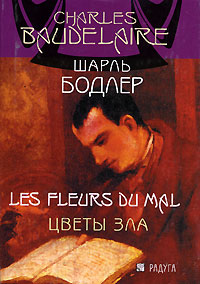 CHARLES
BAUDELAIRE
ШАРЛЬ
БОДЛЕР
LES FLEURS DU MAL
ЦВЕТЫ ЗЛА
РАДУГА